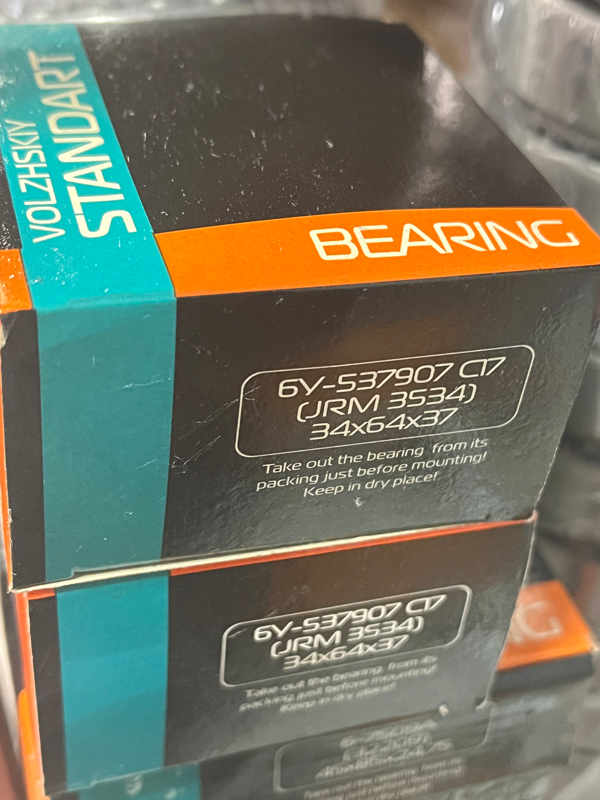 VOLZHSKIY
STANDART
BEARING
6Y-537907 C17
(JRM 3534)
34x64x37
Take out the bearing from its
packing just before mounting!
Keep in dry place!
6Y-537907 C17
(JRM 3534)
34x64x37
Take out the bearing from its
packing just before mounting!
Keep in dry place!
NG